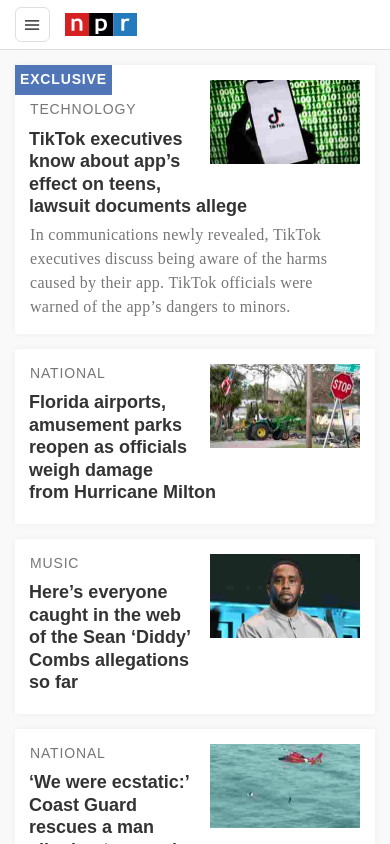 npr
EXCLUSIVE
TECHNOLOGY
TikTok executives
know about app’s
effect on teens,
lawsuit documents allege
TikTok
In communications newly revealed, TikTok
executives discuss being aware of the harms
caused by their app. TikTok officials were
warned of the app’s dangers to minors.
NATIONAL
Florida airports,
amusement parks
reopen as officials
weigh damage
from Hurricane Milton
STOP
MUSIC
Here’s everyone
caught in the web
of the Sean ‘Diddy’
Combs allegations
so far
NATIONAL
‘We were ecstatic:’
Coast Guard
rescues a man